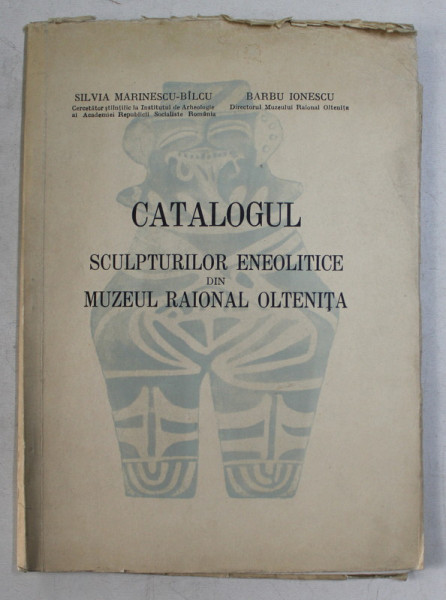 SILVIA MARINESCU-BÎLCU
Cercetător științific la Institutul de Arheologie
al Academiei Republicii Socialiste România
BARBU IONESCU
Directorul Muzeului Raional Oltenița
CATALOGUL
SCULPTURILOR ENEOLITICE
DIN
MUZEUL RAIONAL OLTENIȚA